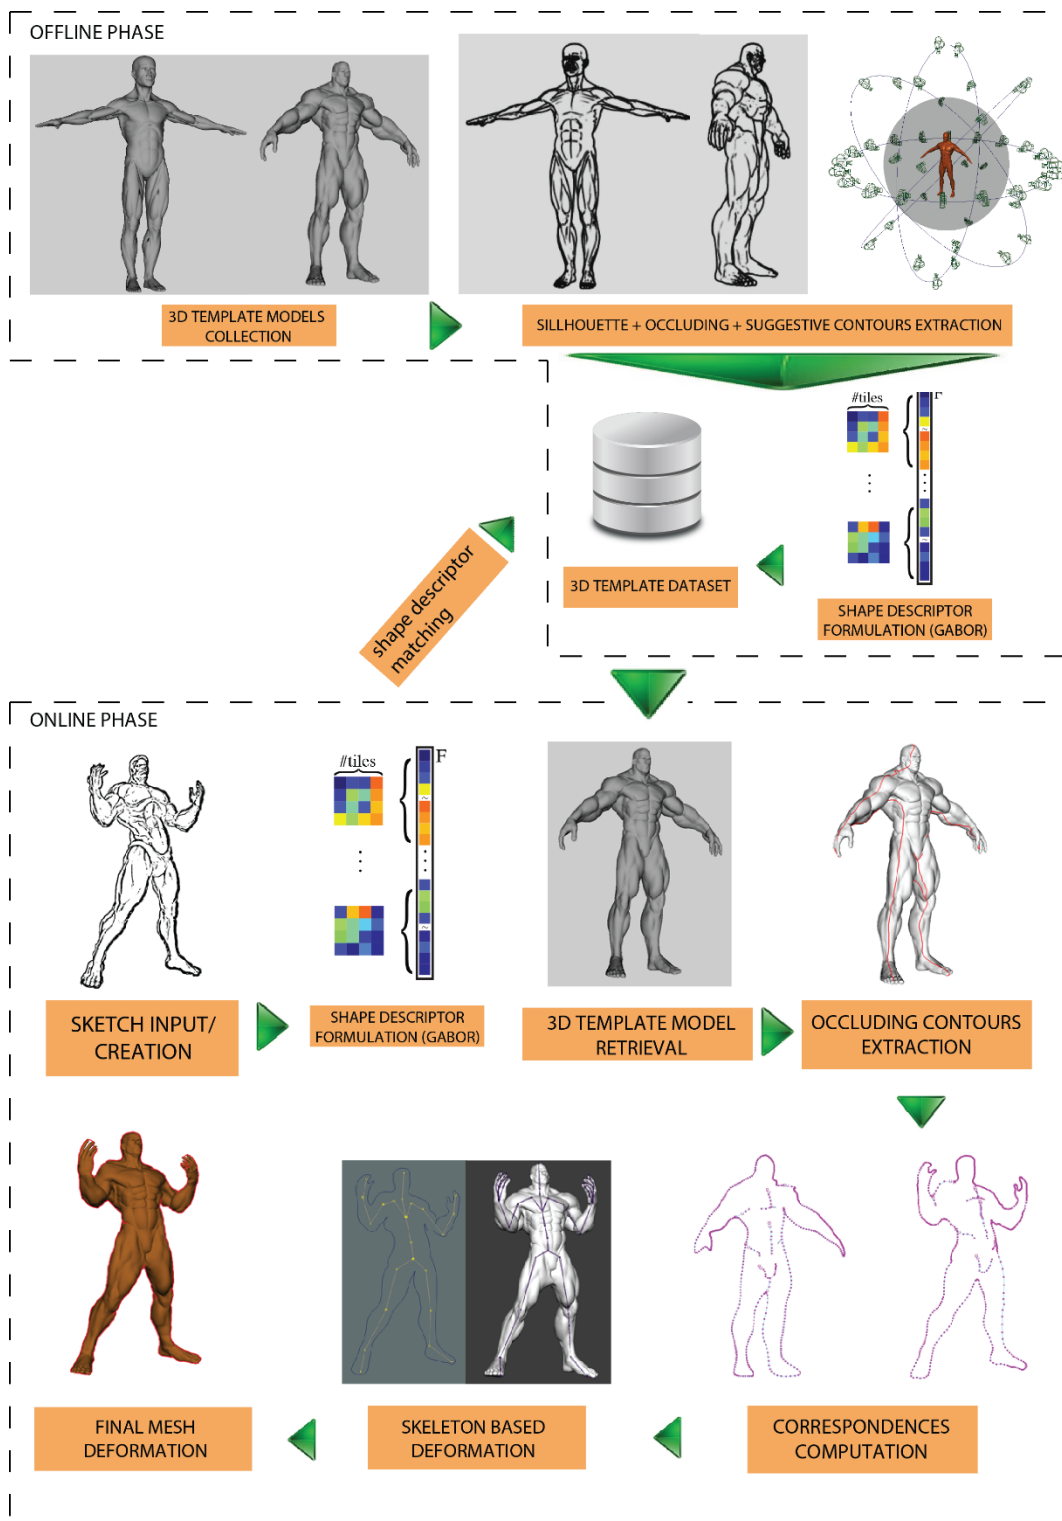 OFFLINE PHASE
3D TEMPLATE MODELS
COLLECTION
SILLHOUETTE + OCCLUDING + SUGGESTIVE CONTOURS EXTRACTION
#tiles
F
3D TEMPLATE DATASET
SHAPE DESCRIPTOR
FORMULATION (GABOR)
shape descriptor
matching
ONLINE PHASE
#tiles
F
SKETCH INPUT/
CREATION
SHAPE DESCRIPTOR
FORMULATION (GABOR)
3D TEMPLATE MODEL
RETRIEVAL
OCCLUDING CONTOURS
EXTRACTION
FINAL MESH
DEFORMATION
SKELETON BASED
DEFORMATION
CORRESPONDENCES
COMPUTATION